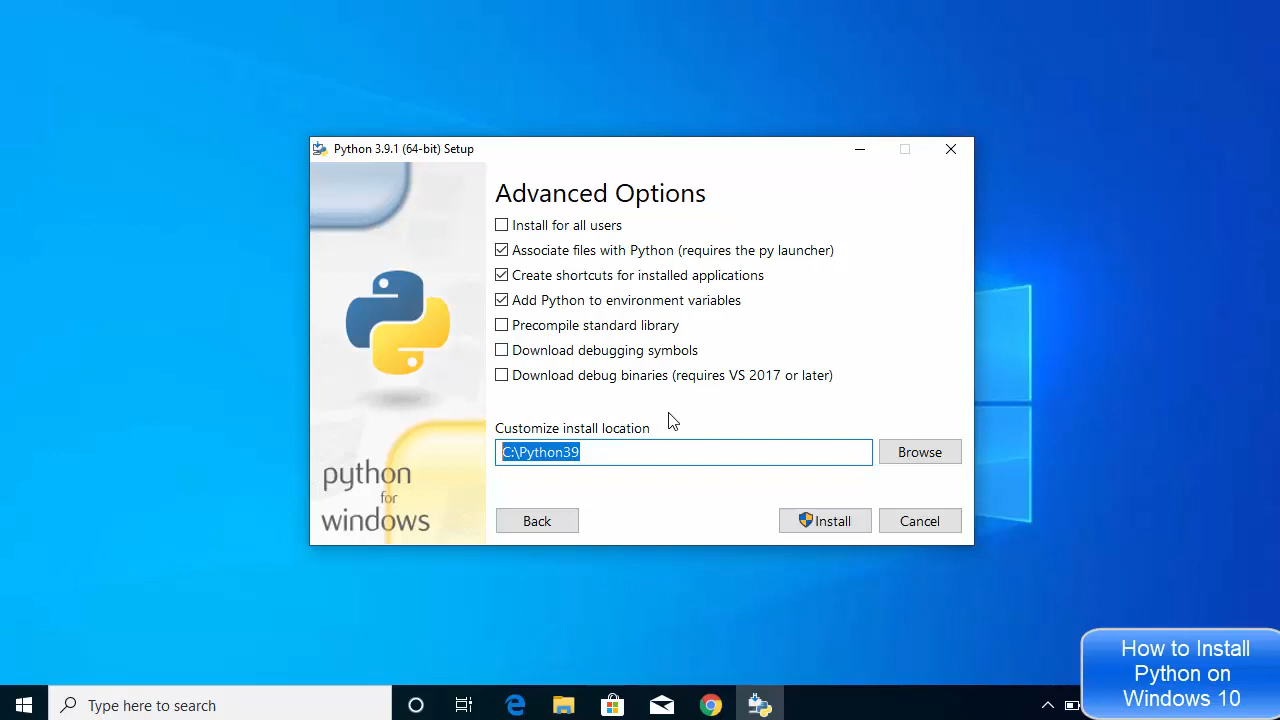 Python 3.9.1 (64-bit) Setup
Advanced Options
Install for all users
Associate files with Python (requires the py launcher)
Create shortcuts for installed applications
Add Python to environment variables
Precompile standard library
Download debugging symbols
Download debug binaries (requires VS 2017 or later)
Customize install location
C:\Python39
Browse
python
for
windows
Back
Install
Cancel
How to Install
Python on
Windows 10
Type here to search